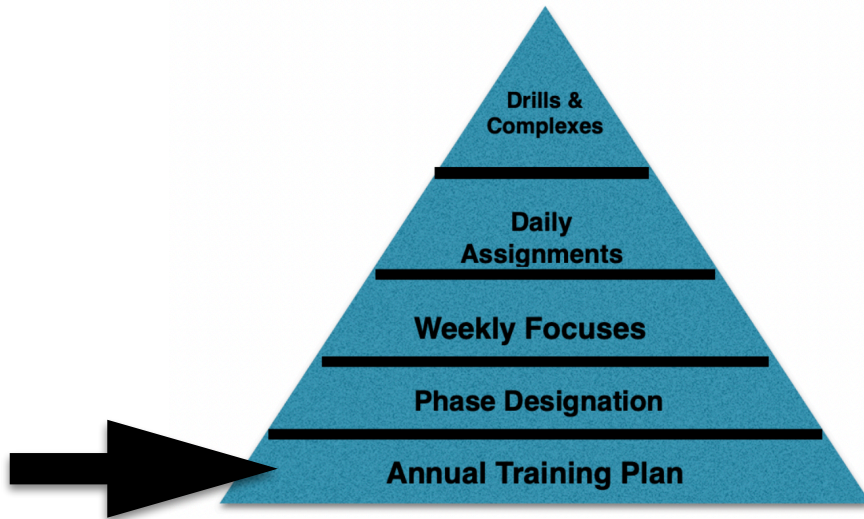 Drills &
Complexes
Daily
Assignments
Weekly Focuses
Phase Designation
Annual Training Plan